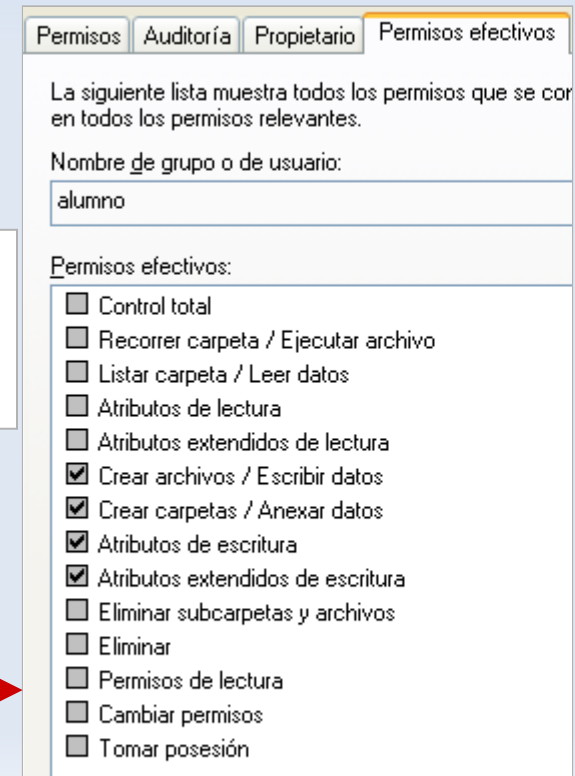 Permisos Auditoría Propietario Permisos efectivos
La siguiente lista muestra todos los permisos que se
en todos los permisos relevantes.
Nombre de grupo o de usuario:
alumno
Permisos efectivos:
Control total
Recorrer carpeta / Ejecutar archivo
Listar carpeta / Leer datos
Atributos de lectura
Atributos extendidos de lectura
Crear archivos / Escribir datos
Crear carpetas / Anexar datos
Atributos de escritura
Atributos extendidos de escritura
Eliminar subcarpetas y archivos
Eliminar
Permisos de lectura
Cambiar permisos
Tomar posesión